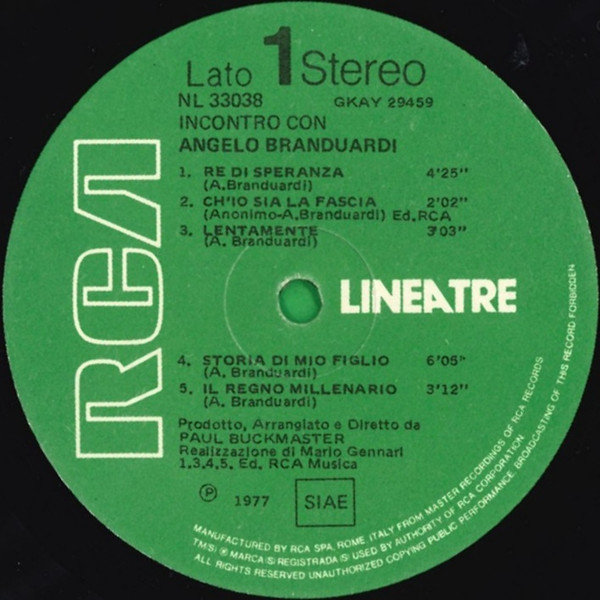 Lato 1 Stereo
NL 33038 GKAY 29459
INCONTRO CON
ANGELO BRANDUARDI
1. RE DI SPERANZA 4'25"
(A.Branduardi)
2. CH'IO SIA LA FASCIA 2'02"
(Anonimo-A.Branduardi) Ed.RCA
3. LENTAMENTE 3'03"
(A. Branduardi)
RCA
LINEATRE
4. STORIA DI MIO FIGLIO 6'05"
(A. Branduardi)
5. IL REGNO MILLENARIO 3'12"
(A. Branduardi)
Prodotto, Arrangiato e Diretto da
PAUL BUCKMASTER
Realizzazione di Mario Gennari
1.3.4.5. Ed. RCA Musica
℗ 1977 SIAE
MANUFACTURED BY RCA SPA, ROME, ITALY FROM MASTER RECORDINGS OF RCA RECORDS
TM(S) ® MARCA(S) REGISTRADA(S) USED BY AUTHORITY OF RCA CORPORATION
ALL RIGHTS RESERVED UNAUTHORIZED COPYING PUBLIC PERFORMANCE, BROADCASTING OF THIS RECORD FORBIDDEN